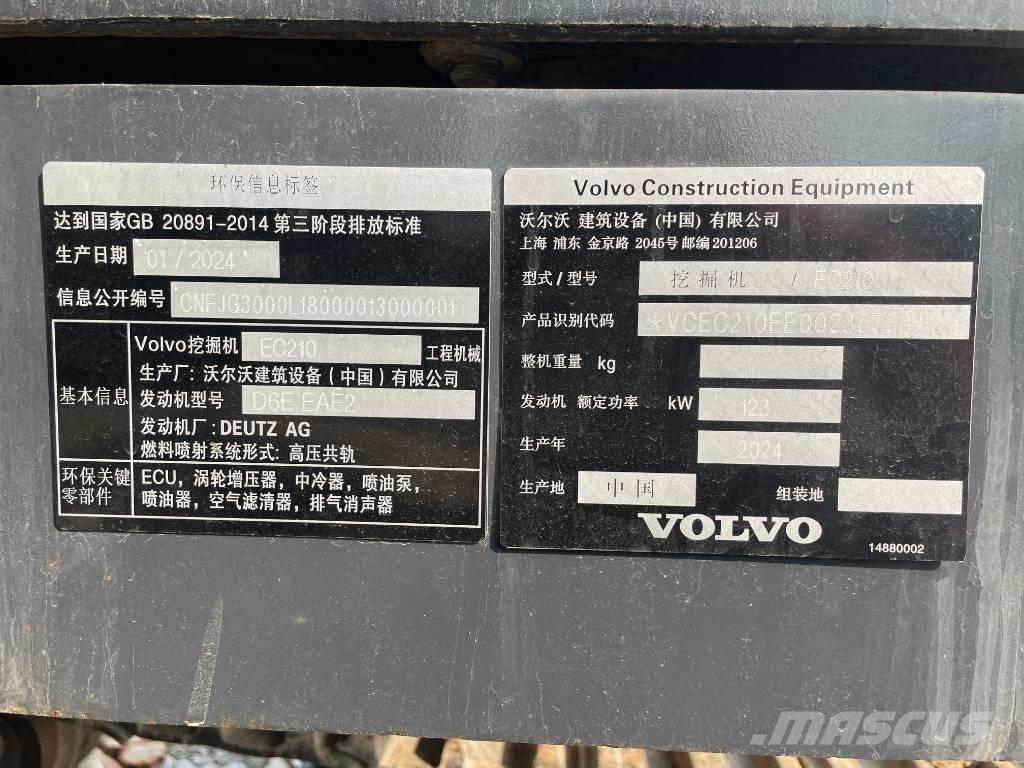 环保信息标签
达到国家GB 20891-2014 第三阶段排放标准
生产日期 01 / 2024
信息公开编号 CNFJG3000L18000013000001
基本信息
Volvo挖掘机 EC210 工程机械
生产厂: 沃尔沃建筑设备 (中国) 有限公司
发动机型号 D6E EAE2
发动机厂: DEUTZ AG
燃料喷射系统形式: 高压共轨
环保关键零部件
ECU, 涡轮增压器, 中冷器, 喷油泵,
喷油器, 空气滤清器, 排气消声器
Volvo Construction Equipment
沃尔沃 建筑设备 (中国) 有限公司
上海 浦东 金京路 2045号 邮编 201206
型式/型号 挖掘机 / EC210
产品识别代码
整机重量 kg
发动机 额定功率 kW 123
生产年 2024
生产地 中国 组装地
VOLVO
14880002
MASCUS